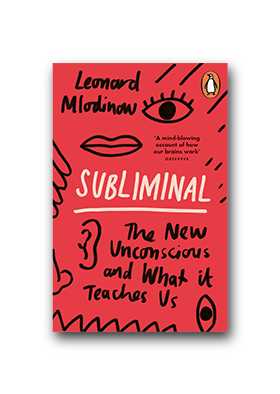 Leonard
Mlodinow
'A mind-blowing
account of how
our brains work'
OBSERVER
SUBLIMINAL
The New
Unconscious
and What it
Teaches Us